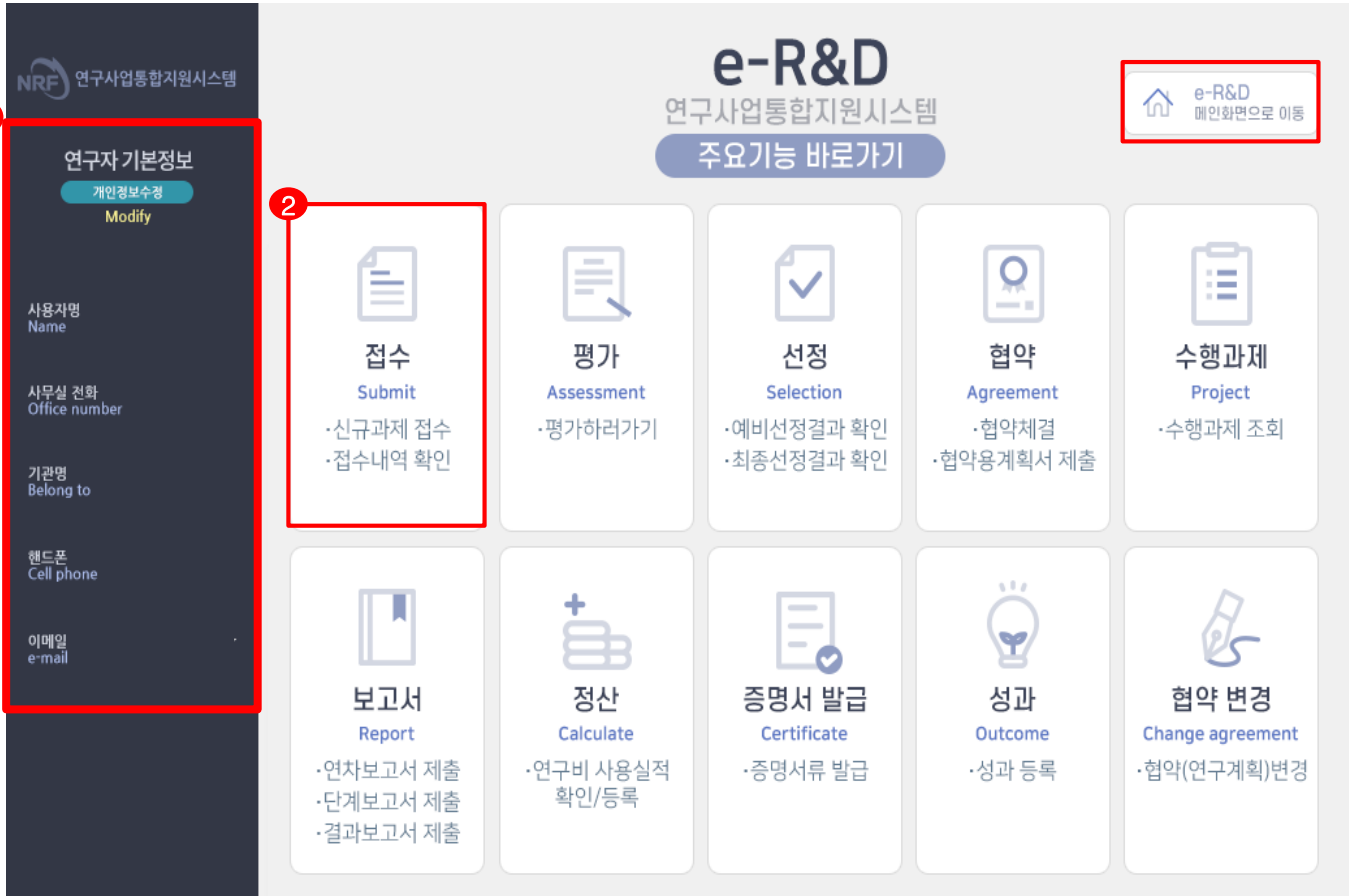 NRF 연구사업통합지원시스템
연구자 기본정보
개인정보수정
Modify
사용자명
Name
사무실 전화
Office number
기관명
Belong to
핸드폰
Cell phone
이메일
e-mail
e-R&D
연구사업통합지원시스템
주요기능 바로가기
e-R&D
메인화면으로 이동
2
접수
Submit
·신규과제 접수
·접수내역 확인
평가
Assessment
·평가하러가기
선정
Selection
·예비선정결과 확인
·최종선정결과 확인
협약
Agreement
·협약체결
·협약용계획서 제출
수행과제
Project
·수행과제 조회
보고서
Report
·연차보고서 제출
·단계보고서 제출
·결과보고서 제출
정산
Calculate
·연구비 사용실적
확인/등록
증명서 발급
Certificate
·증명서류 발급
성과
Outcome
·성과 등록
협약 변경
Change agreement
·협약(연구계획)변경